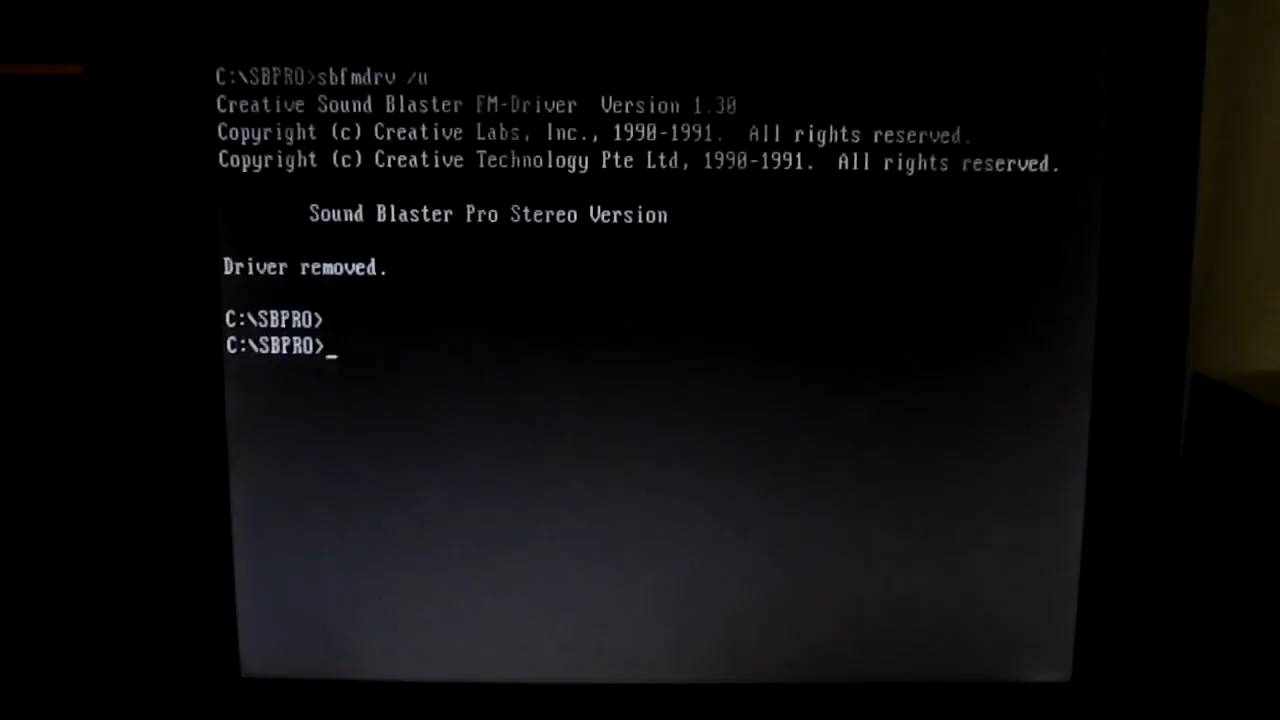 C:\SBPRO>sbfmdrv /u
Creative Sound Blaster FM-Driver  Version 1.30
Copyright (c) Creative Labs, Inc., 1990-1991.  All rights reserved.
Copyright (c) Creative Technology Pte Ltd, 1990-1991.  All rights reserved.
Sound Blaster Pro Stereo Version
Driver removed.
C:\SBPRO>
C:\SBPRO>_